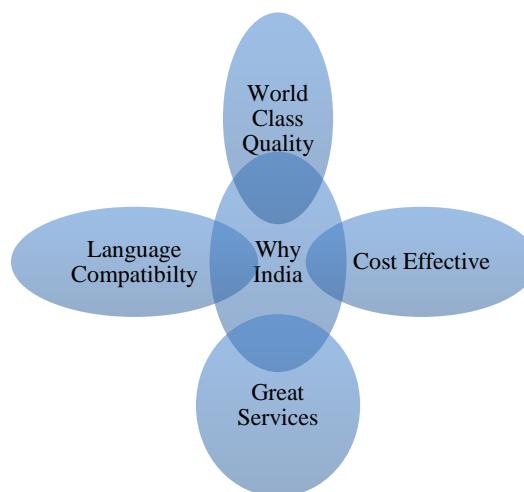 World
Class
Quality
Language
Compatibilty
Why
India
Cost Effective
Great
Services